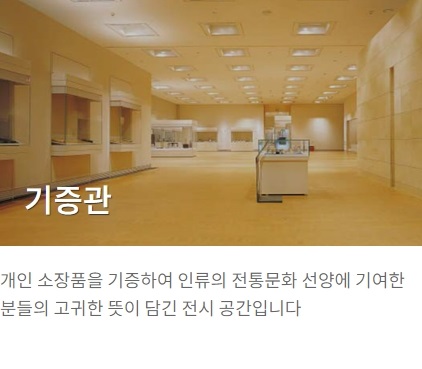 기증관
개인 소장품을 기증하여 인류의 전통문화 선양에 기여한
분들의 고귀한 뜻이 담긴 전시 공간입니다